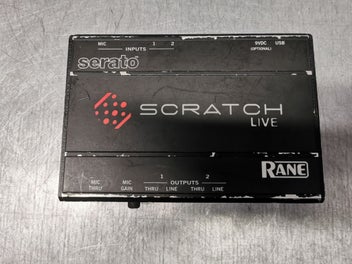 MIC 1 2 9VDC USB
INPUTS (OPTIONAL)
serato
SCRATCH
LIVE
RANE
MIC MIC 1 OUTPUTS 2
THRU GAIN THRU LINE THRU LINE